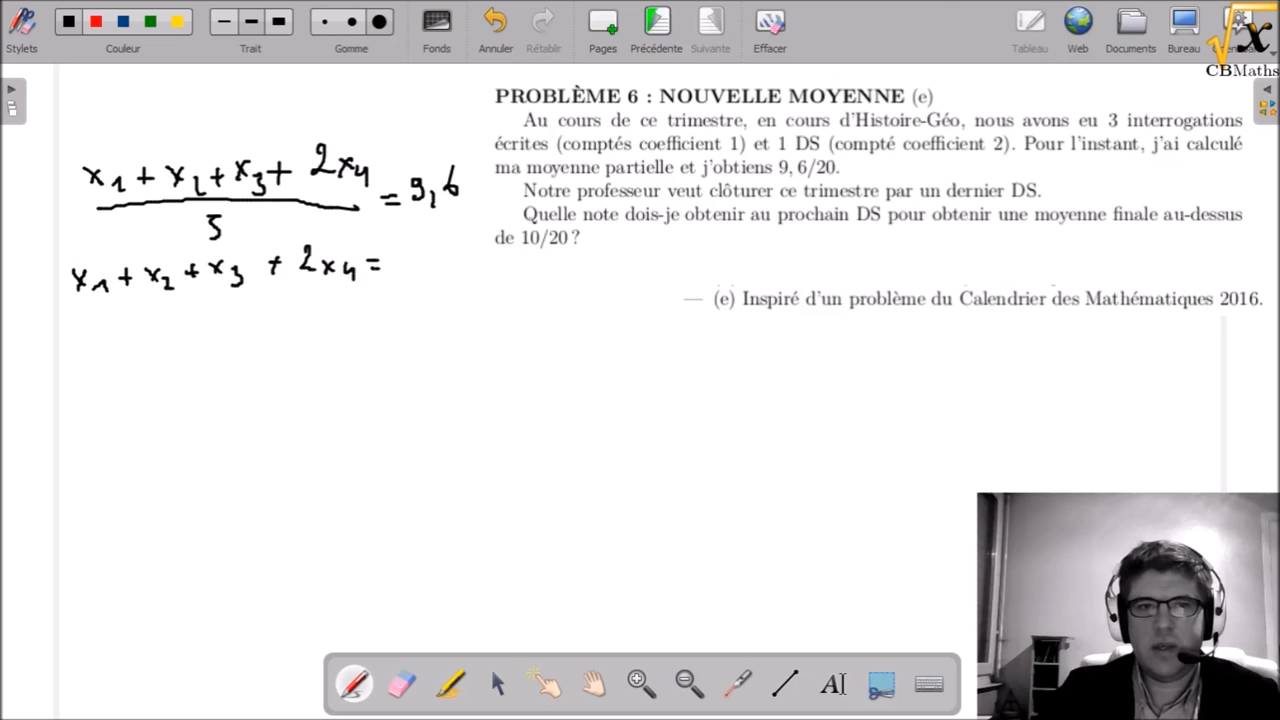 Stylets
Couleur
Trait
Gomme
Fonds
Annuler
Rétablir
Pages
Précédente
Suivante
Effacer
Tableau
Web
Documents
Bureau
√x
CBMaths
PROBLÈME 6 : NOUVELLE MOYENNE (e)
Au cours de ce trimestre, en cours d'Histoire-Géo, nous avons eu 3 interrogations
écrites (comptés coefficient 1) et 1 DS (compté coefficient 2). Pour l'instant, j'ai calculé
ma moyenne partielle et j'obtiens 9, 6/20.
Notre professeur veut clôturer ce trimestre par un dernier DS.
Quelle note dois-je obtenir au prochain DS pour obtenir une moyenne finale au-dessus
de 10/20 ?
— (e) Inspiré d'un problème du Calendrier des Mathématiques 2016.
x1 + x2 + x3 + 2x4
= 9,6
5
x1 + x2 + x3 + 2x4 =
AI